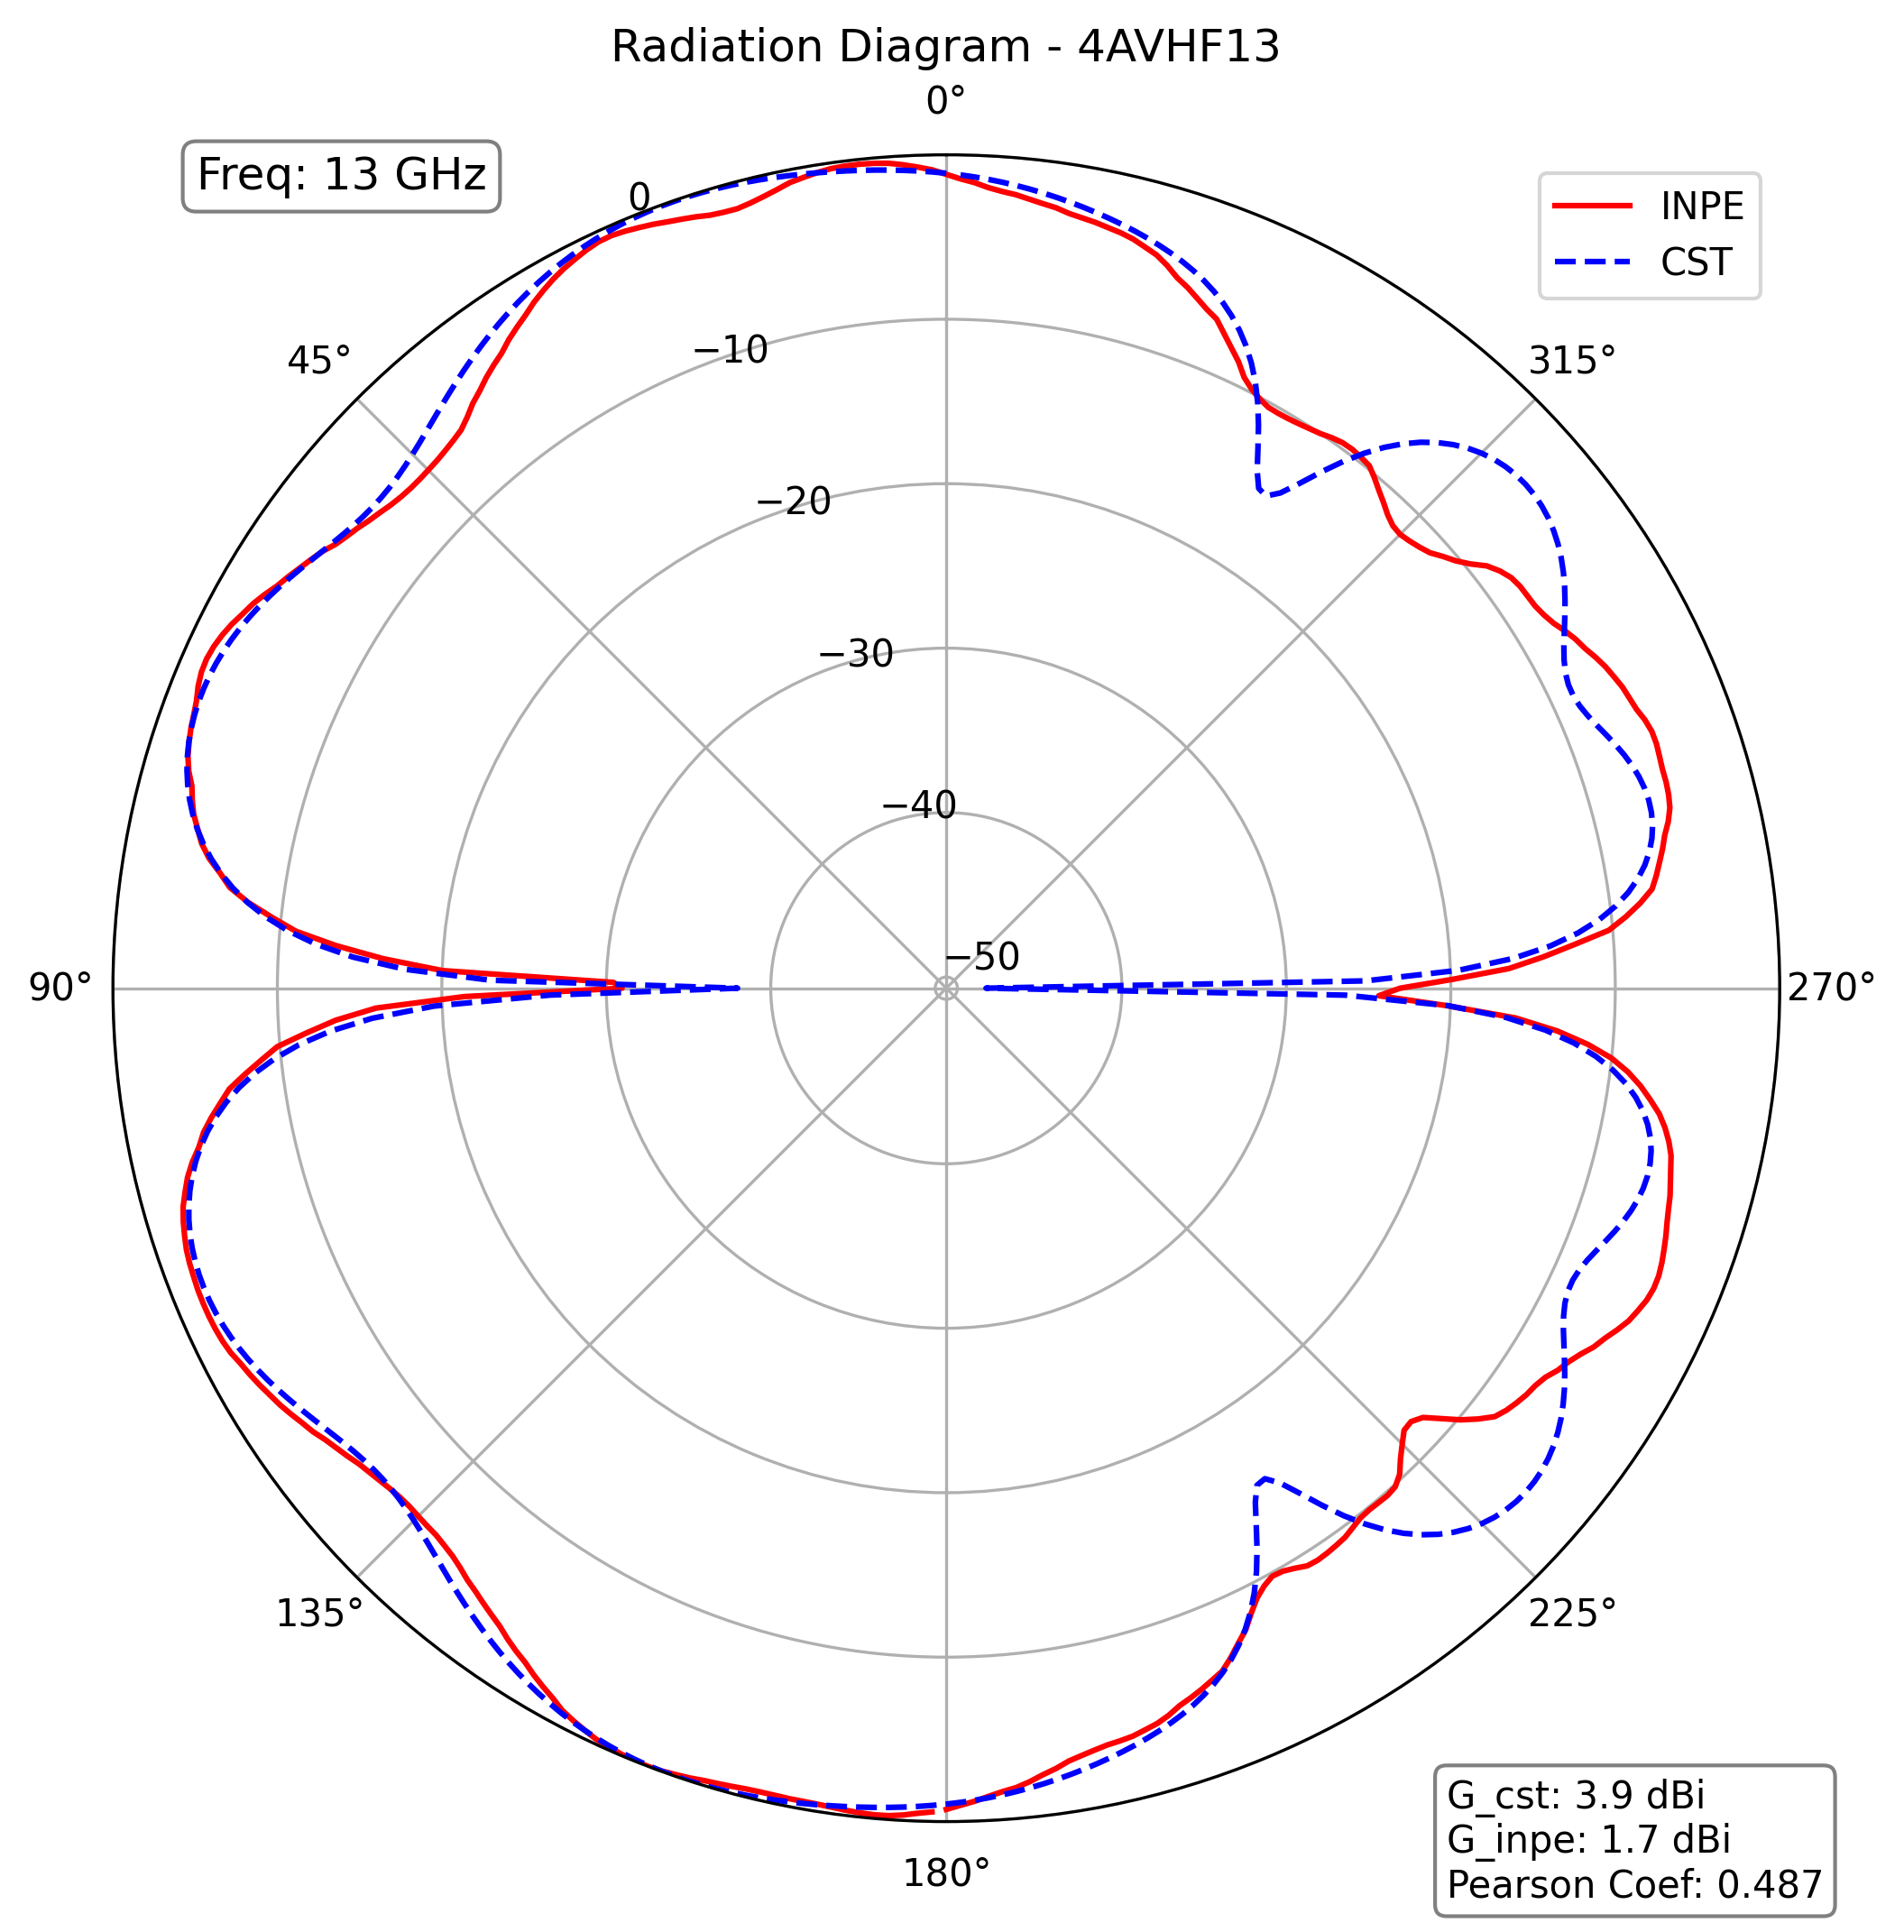 Radiation Diagram - 4AVHF13
0°
Freq: 13 GHz
INPE
CST
0
−10
45°
315°
−20
−30
−40
−50
90°
270°
135°
225°
180°
G_cst: 3.9 dBi
G_inpe: 1.7 dBi
Pearson Coef: 0.487